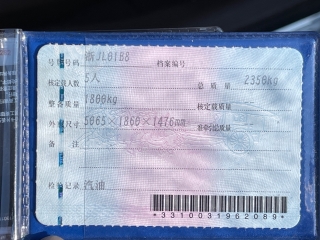 号牌号码 浙JL01B8 档案编号
核定载人数 5人 总质量 2350kg
整备质量 1800kg 核定载质量 --
外廓尺寸 5065×1860×1476mm 准牵引总质量 --
备注
检验记录 汽油
*3310031962089*